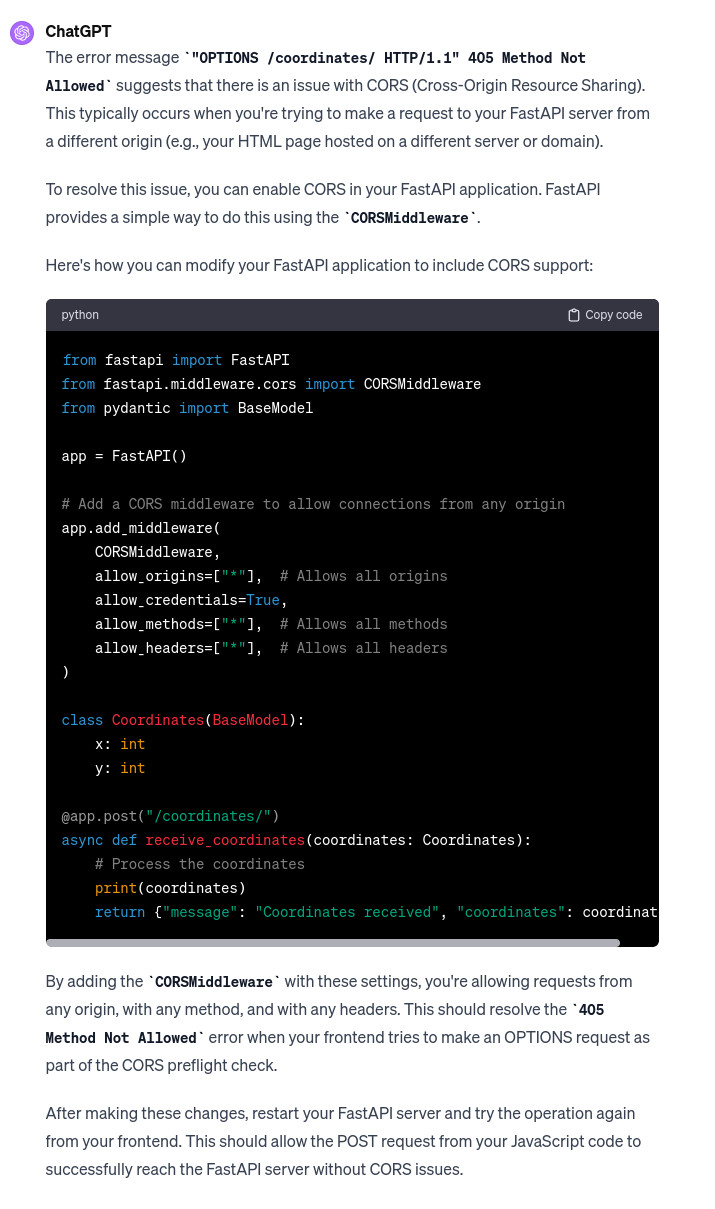 ChatGPT
The error message `"OPTIONS /coordinates/ HTTP/1.1" 405 Method Not
Allowed` suggests that there is an issue with CORS (Cross-Origin Resource Sharing).
This typically occurs when you're trying to make a request to your FastAPI server from
a different origin (e.g., your HTML page hosted on a different server or domain).
To resolve this issue, you can enable CORS in your FastAPI application. FastAPI
provides a simple way to do this using the `CORSMiddleware`.
Here's how you can modify your FastAPI application to include CORS support:
python Copy code
from fastapi import FastAPI
from fastapi.middleware.cors import CORSMiddleware
from pydantic import BaseModel
app = FastAPI()
# Add a CORS middleware to allow connections from any origin
app.add_middleware(
    CORSMiddleware,
    allow_origins=["*"],  # Allows all origins
    allow_credentials=True,
    allow_methods=["*"],  # Allows all methods
    allow_headers=["*"],  # Allows all headers
)
class Coordinates(BaseModel):
    x: int
    y: int
@app.post("/coordinates/")
async def receive_coordinates(coordinates: Coordinates):
    # Process the coordinates
    print(coordinates)
    return {"message": "Coordinates received", "coordinates": coordinat
By adding the `CORSMiddleware` with these settings, you're allowing requests from
any origin, with any method, and with any headers. This should resolve the `405
Method Not Allowed` error when your frontend tries to make an OPTIONS request as
part of the CORS preflight check.
After making these changes, restart your FastAPI server and try the operation again
from your frontend. This should allow the POST request from your JavaScript code to
successfully reach the FastAPI server without CORS issues.